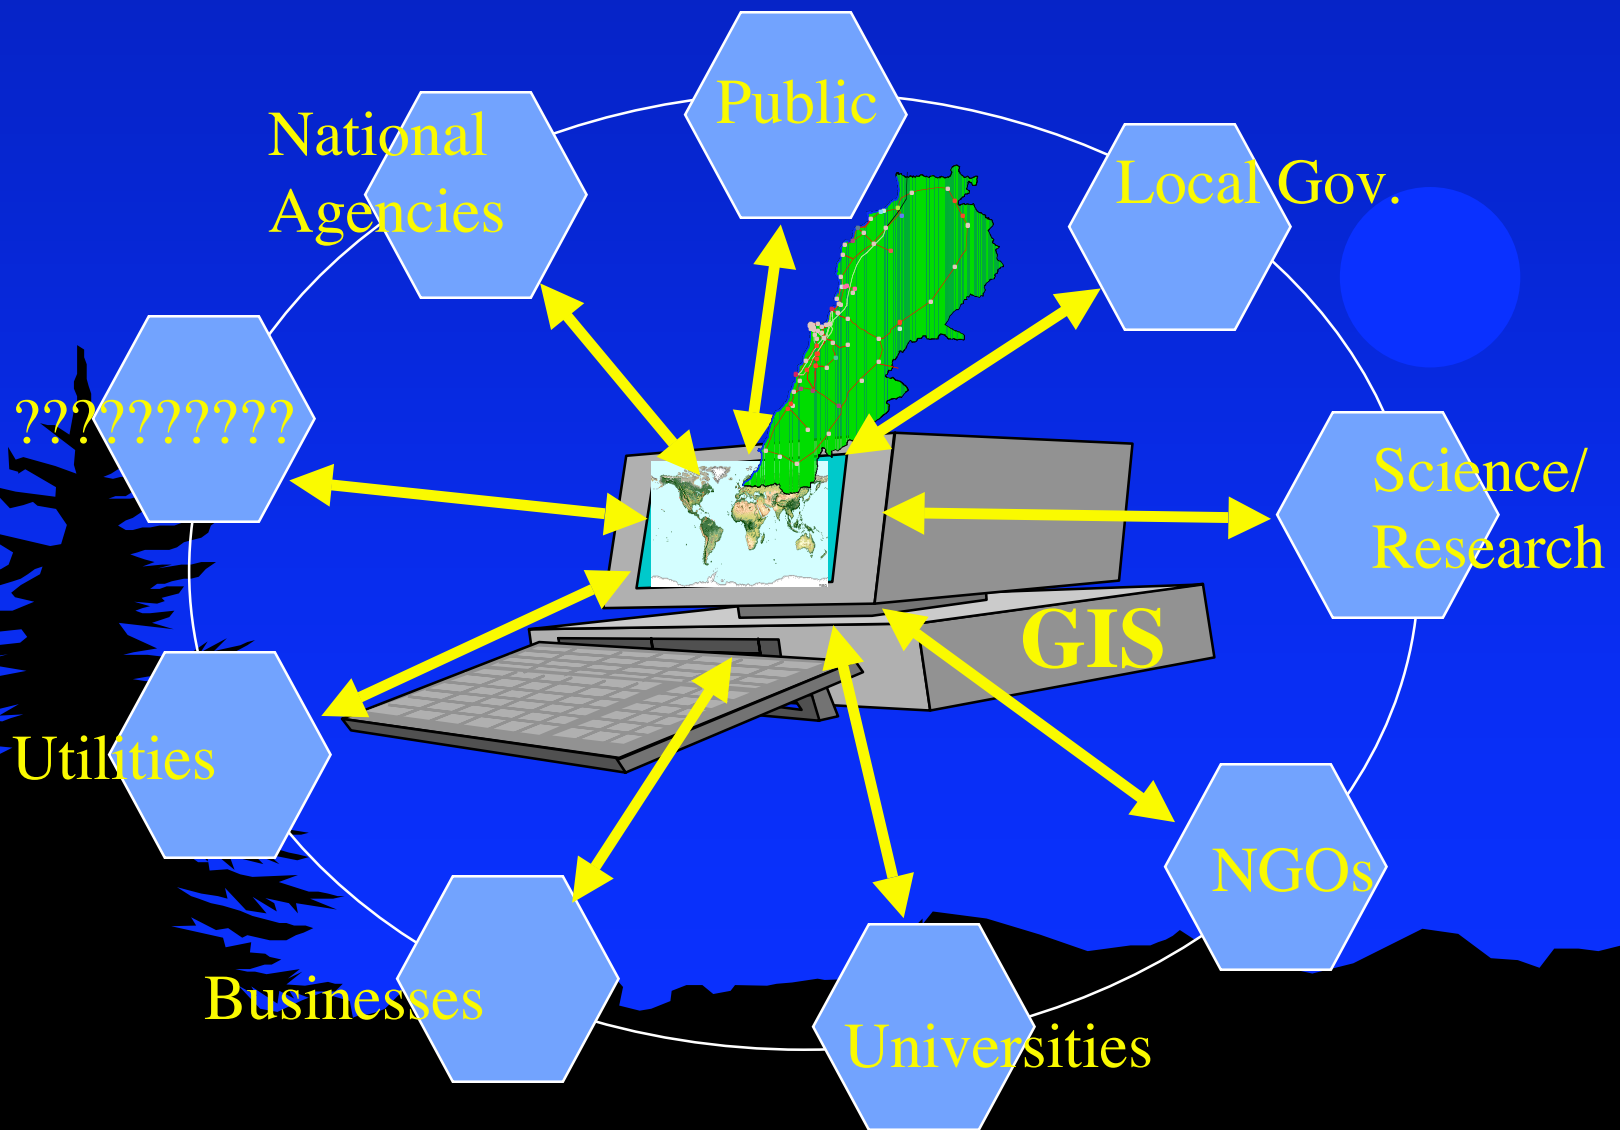 Public
National
Agencies
Local Gov.
??????????
Science/
Research
GIS
Utilities
NGOs
Businesses
Universities